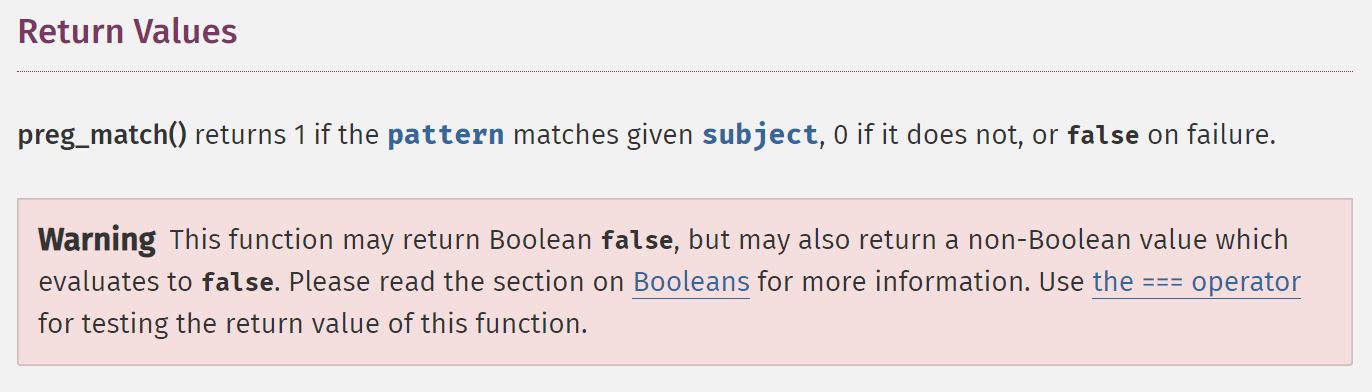 Return Values
preg_match() returns 1 if the pattern matches given subject, 0 if it does not, or false on failure.
Warning This function may return Boolean false, but may also return a non-Boolean value which
evaluates to false. Please read the section on Booleans for more information. Use the === operator
for testing the return value of this function.